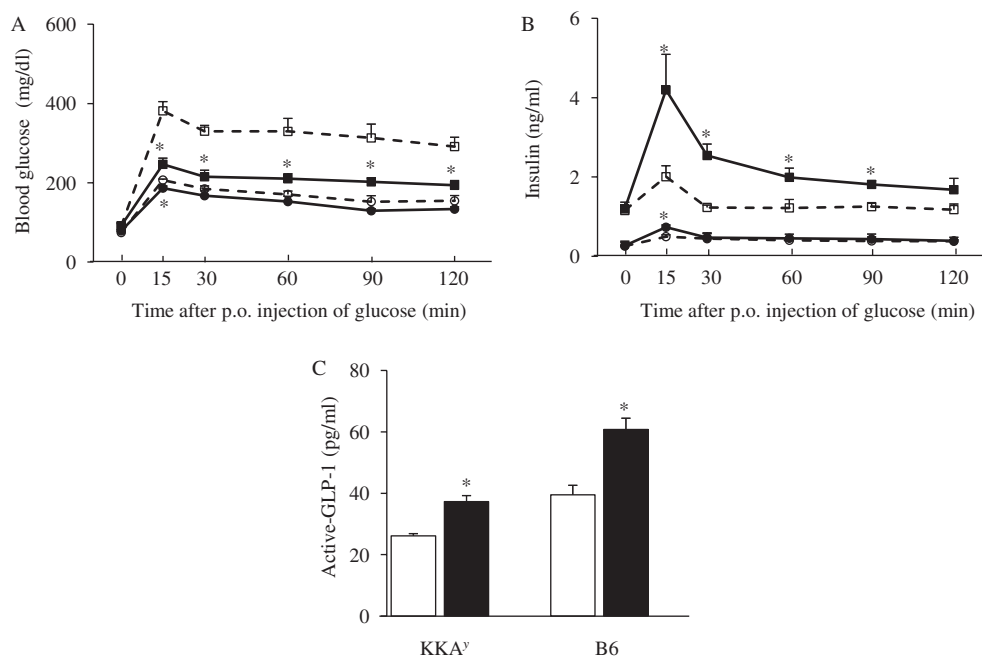 A
Blood glucose (mg/dl)
600
400
200
0
* * * * *
*
0 15 30 60 90 120
Time after p.o. injection of glucose (min)
B
Insulin (ng/ml)
6
4
2
0
* * * *
*
0 15 30 60 90 120
Time after p.o. injection of glucose (min)
C
Active-GLP-1 (pg/ml)
80
60
40
20
0
* *
KKAʸ B6